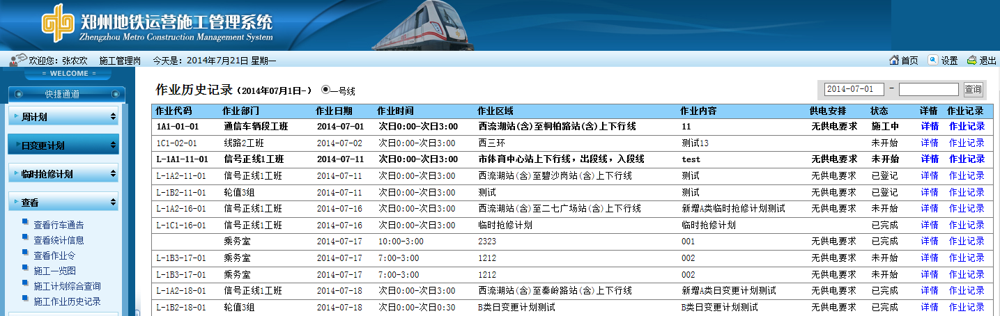 郑州地铁运营施工管理系统
Zhengzhou Metro Construction Management System
欢迎您：张农欢 施工管理岗 今天是：2014年7月21日 星期一 首页 设置 退出
= WELCOME =
快捷通道
周计划
日变更计划
临时抢修计划
查看
查看行车通告
查看统计信息
查看作业令
施工一览图
施工计划综合查询
施工作业历史记录
作业历史记录（2014年07月1日-） 一号线 2014-07-01 - 查询
作业代码 作业部门 作业日期 作业时间 作业区域 作业内容 供电安排 状态 详情 作业记录
1A1-01-01 通信车辆段工班 2014-07-01 次日0:00-次日3:00 西流湖站(含)至桐柏路站(含)上下行线 11 无供电要求 施工中 详情 作业记录
1C1-02-01 线路2工班 2014-07-02 次日0:00-次日3:00 西三环 测试13 未开始 详情 作业记录
L-1A1-11-01 信号正线1工班 2014-07-11 次日0:00-次日3:00 市体育中心站上下行线，出段线，入段线 test 无供电要求 未开始 详情 作业记录
L-1A2-11-01 信号正线1工班 2014-07-11 次日0:00-次日3:00 西流湖站(含)至碧沙岗站(含)上下行线 测试 无供电要求 已登记 详情 作业记录
L-1B2-11-01 轮值3组 2014-07-11 次日0:00-次日3:00 测试 测试 无供电要求 已登记 详情 作业记录
L-1A2-16-01 信号正线1工班 2014-07-16 次日0:00-次日3:00 西流湖站(含)至二七广场站(含)上下行线 新增A类临时抢修计划测试 无供电要求 未开始 详情 作业记录
L-1C1-16-01 信号正线1工班 2014-07-16 次日0:00-次日3:00 临时抢修计划 临时抢修计划 已完成 详情 作业记录
乘务室 2014-07-17 10:00-3:00 2323 001 无供电要求 已完成 详情 作业记录
L-1B3-17-01 乘务室 2014-07-17 7:00-3:00 1212 002 无供电要求 未开始 详情 作业记录
L-1B3-17-01 乘务室 2014-07-17 7:00-3:00 1212 002 无供电要求 未开始 详情 作业记录
L-1A2-18-01 信号正线1工班 2014-07-18 次日0:00-次日3:00 西流湖站(含)至秦岭路站(含)上下行线 新增A类日变更计划测试 无供电要求 已完成 详情 作业记录
L-1B2-18-01 轮值3组 2014-07-18 次日0:00-次日0:30 B类日变更计划测试 B类日变更计划测试 无供电要求 已完成 详情 作业记录